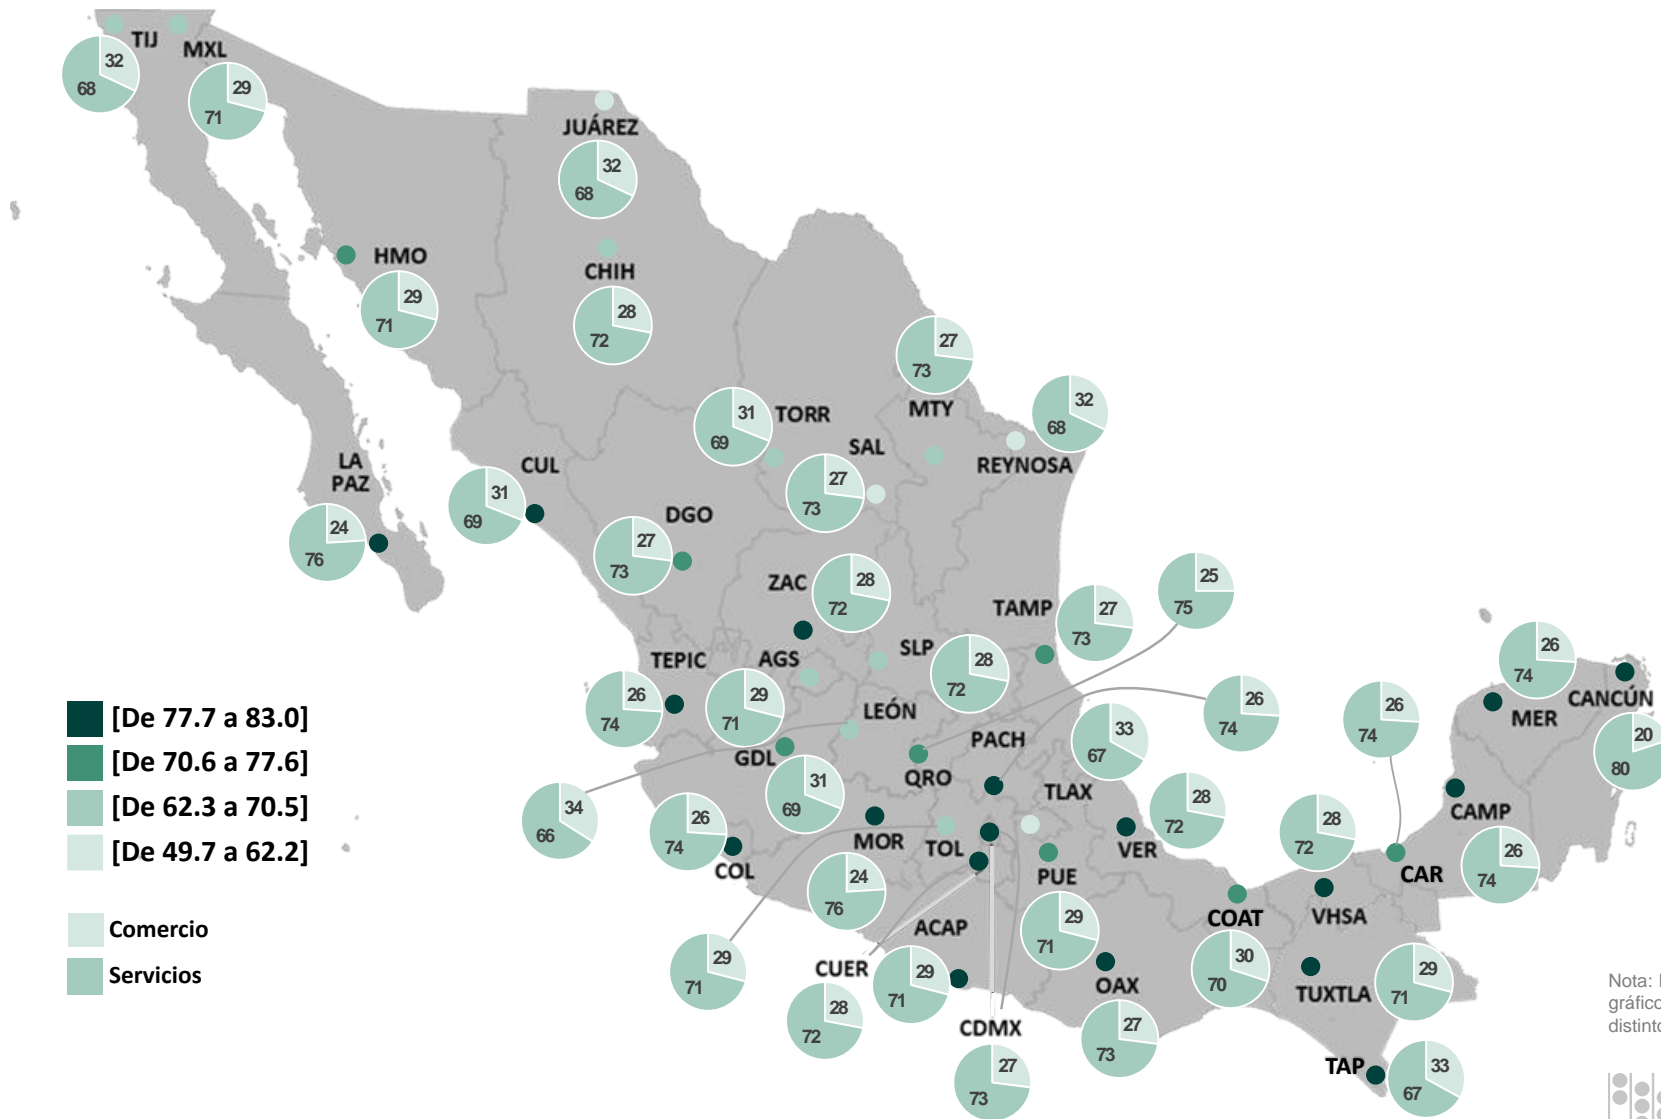 TIJ
MXL
32
68
29
71
JUÁREZ
32
68
HMO
29
71
CHIH
28
72
27
73
MTY
TORR
31
69
32
68
REYNOSA
SAL
27
73
LA
PAZ
24
76
CUL
31
69
DGO
27
73
ZAC
28
72
TAMP
27
73
25
75
TEPIC
26
74
AGS
29
71
SLP
28
72
LEÓN
26
74
26
74
MER
26
74
CANCÚN
20
80
[De 77.7 a 83.0]
[De 70.6 a 77.6]
[De 62.3 a 70.5]
[De 49.7 a 62.2]
GDL
31
69
QRO
PACH
33
67
TLAX
28
72
VER
34
66
26
74
COL
MOR
24
76
TOL
PUE
29
71
28
72
CAMP
26
74
CAR
VHSA
COAT
30
70
Comercio
Servicios
29
71
CUER
28
72
ACAP
29
71
CDMX
27
73
OAX
27
73
TUXTLA
29
71
TAP
33
67
Nota:
gráfico
distinto